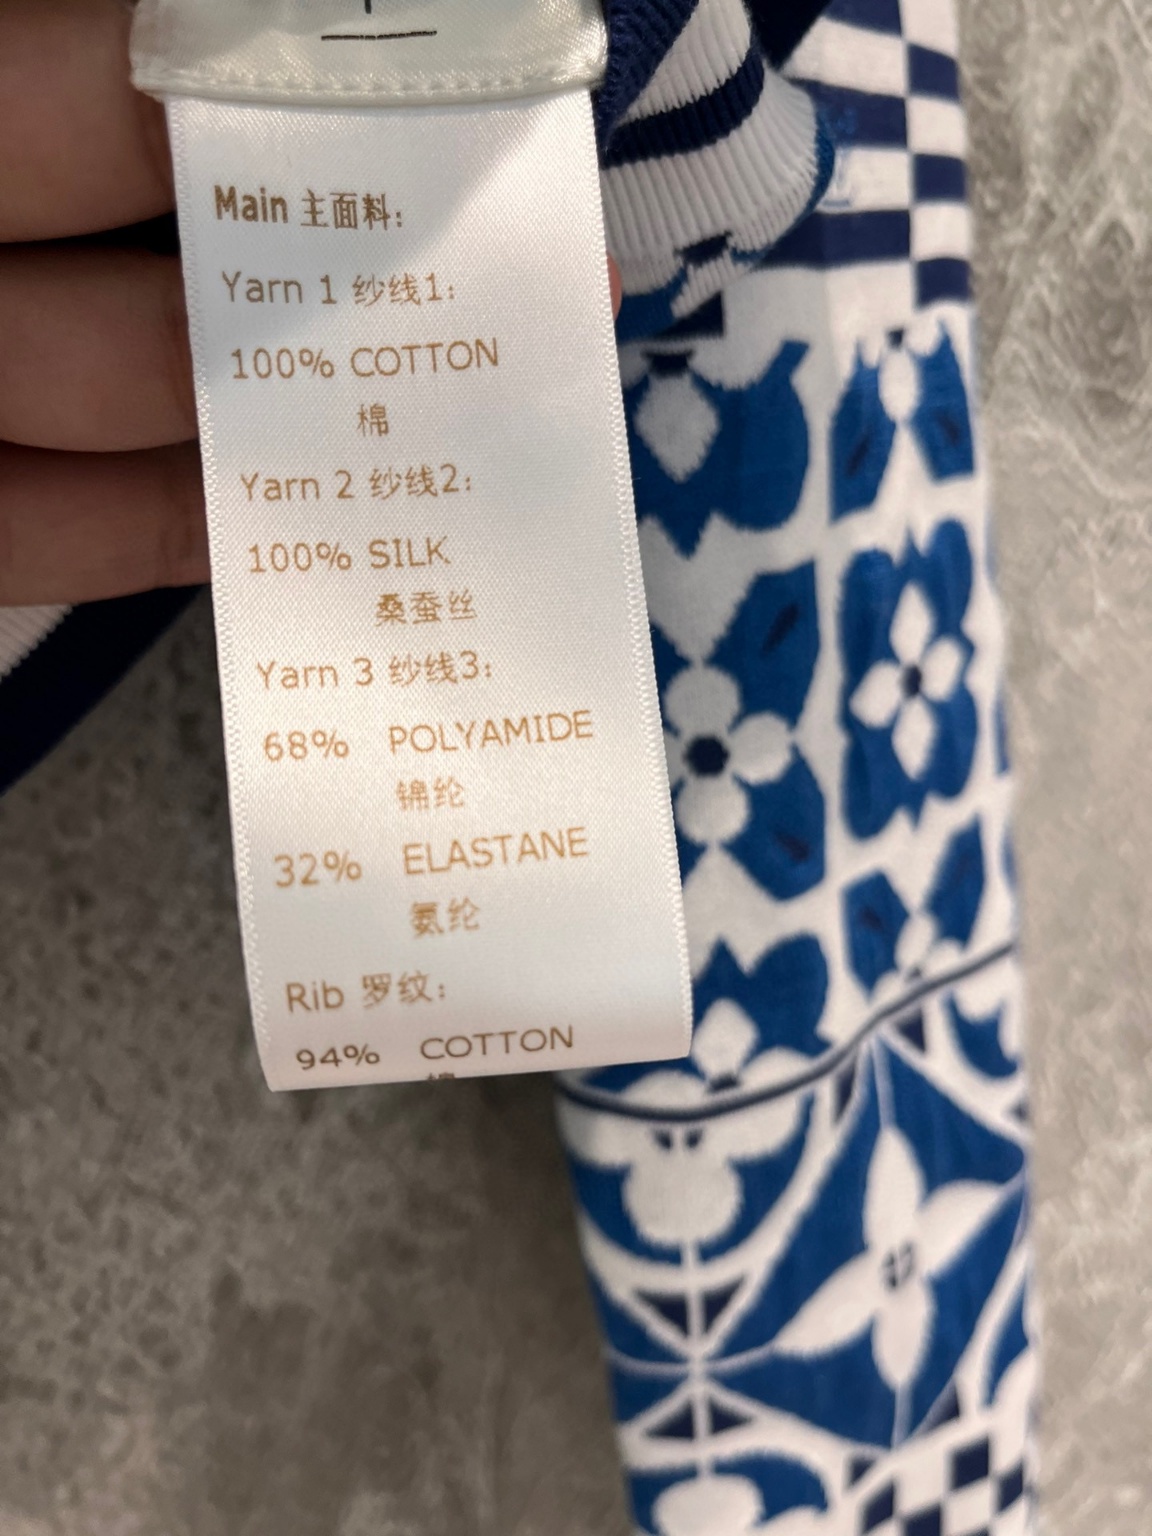 Main 主面料:
Yarn 1 纱线1:
100% COTTON
棉
Yarn 2 纱线2:
100% SILK
桑蚕丝
Yarn 3 纱线3:
68% POLYAMIDE
锦纶
32% ELASTANE
氨纶
Rib 罗纹:
94% COTTON